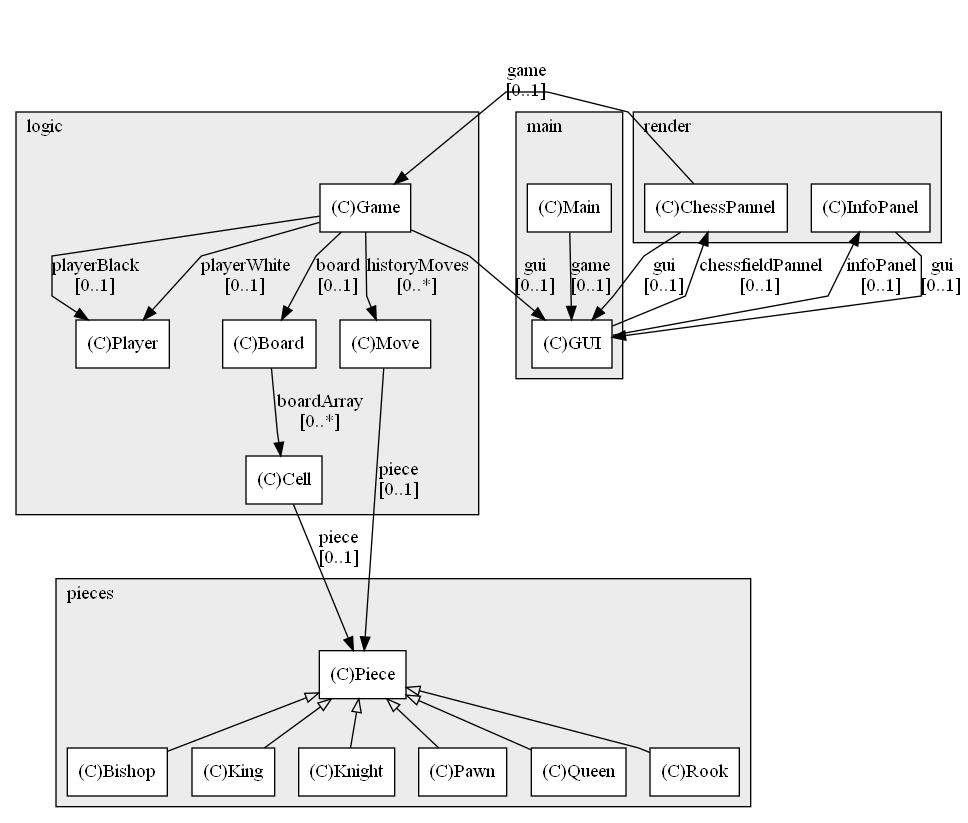 game
[0..1]
logic
main
render
(C)Game
(C)Main
(C)ChessPannel
(C)InfoPanel
playerBlack
[0..1]
playerWhite
[0..1]
board
[0..1]
historyMoves
[0..*]
gui
[0..1]
game
[0..1]
gui
[0..1]
chessfieldPannel
[0..1]
infoPanel
[0..1]
gui
[0..1]
(C)Player
(C)Board
(C)Move
(C)GUI
boardArray
[0..*]
(C)Cell
piece
[0..1]
piece
[0..1]
pieces
(C)Piece
(C)Bishop
(C)King
(C)Knight
(C)Pawn
(C)Queen
(C)Rook